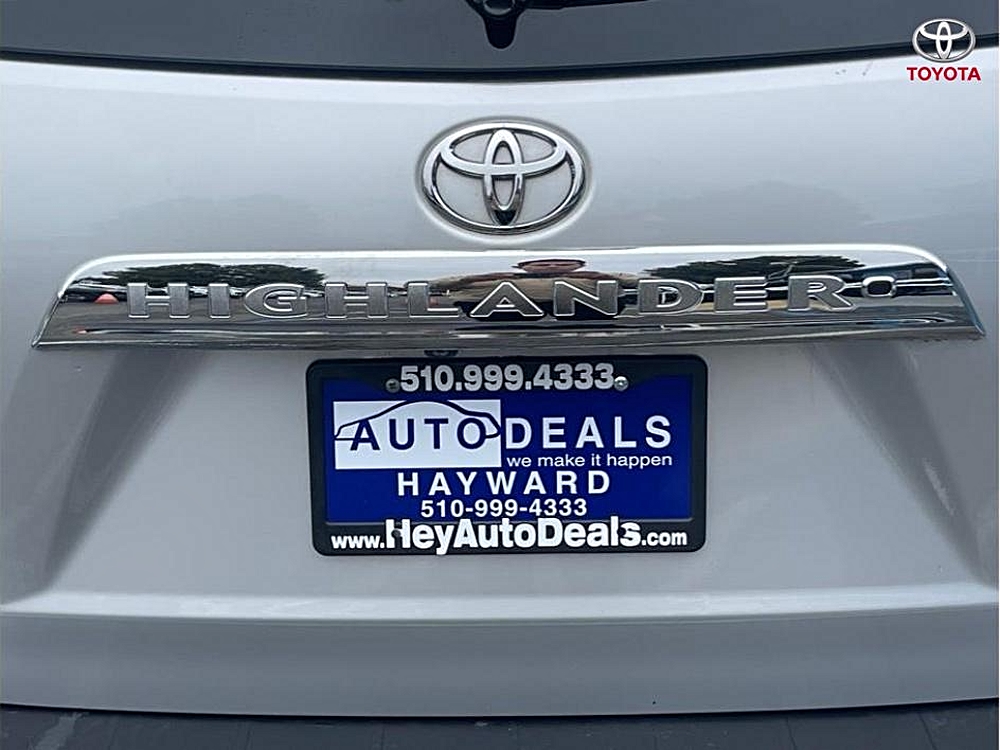 TOYOTA
HIGHLANDER
510.999.4333
AUTO DEALS
we make it happen
HAYWARD
510-999-4333
www.HeyAutoDeals.com